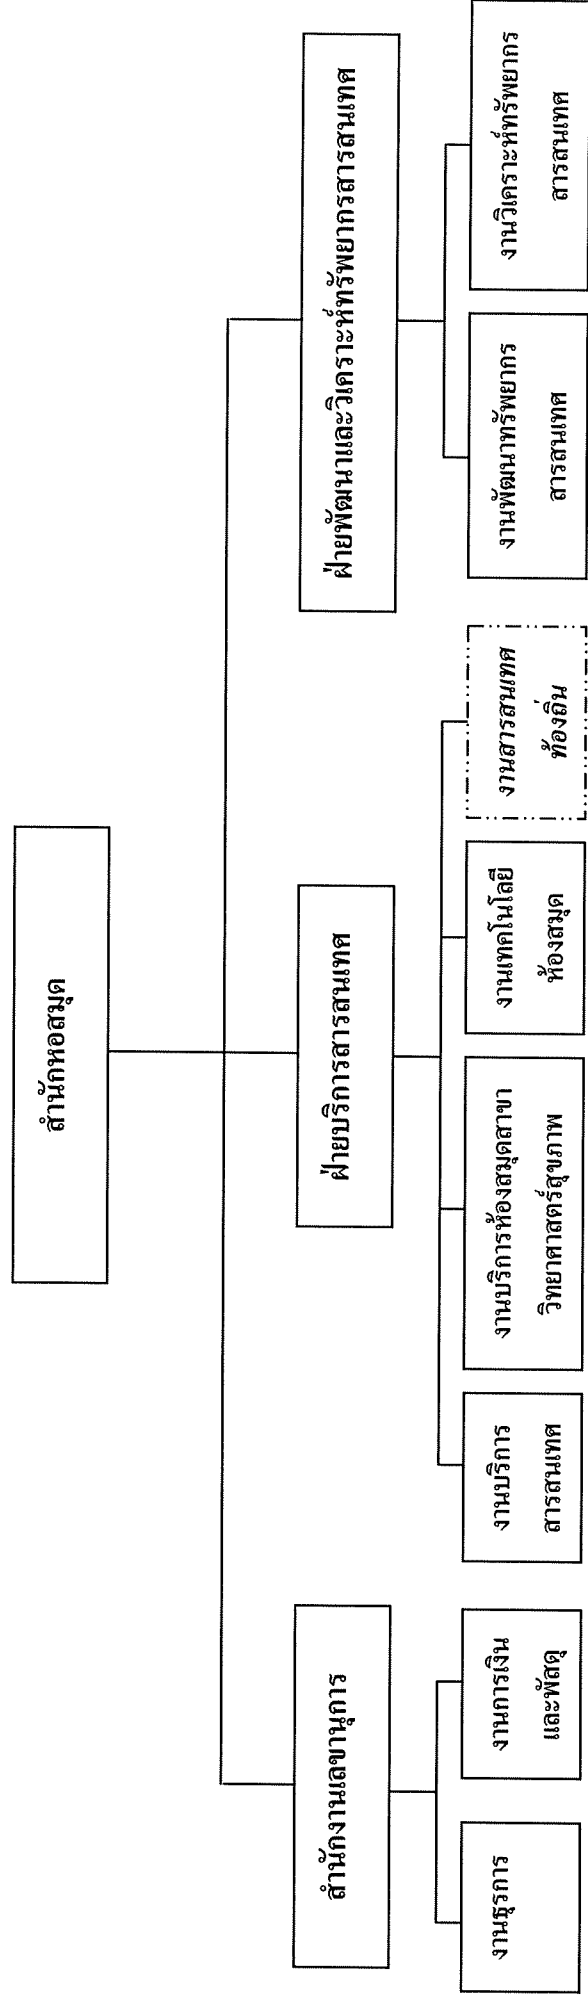 สำนักหอสมุด
สำนักงานเลขานุการ
ฝ่ายบริการสารสนเทศ
ฝ่ายพัฒนาและวิเคราะห์ทรัพยากรสารสนเทศ
งานธุรการ
งานการเงิน
และพัสดุ
งานบริการ
สารสนเทศ
งานบริการห้องสมุดสาขา
วิทยาศาสตร์สุขภาพ
งานเทคโนโลยี
ห้องสมุด
งานสารสนเทศ
ท้องถิ่น
งานพัฒนาทรัพยากร
สารสนเทศ
งานวิเคราะห์ทรัพยากร
สารสนเทศ